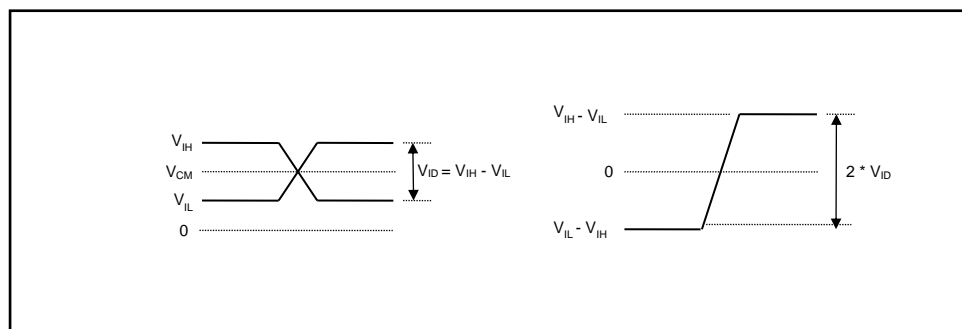 V_IH
V_CM
V_IL
0
V_ID = V_IH - V_IL
V_IH - V_IL
0
V_IL - V_IH
2 * V_ID